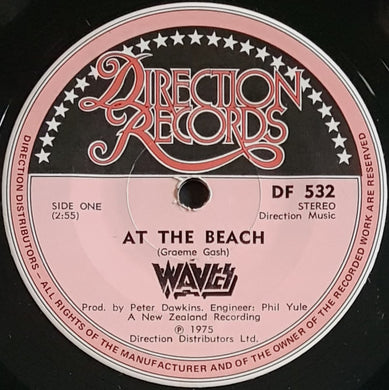 DIRECTION
RECORDS
SIDE ONE
(2:55)
DF 532
STEREO
Direction Music
AT THE BEACH
(Graeme Gash)
WAVES
Prod. by Peter Dawkins. Engineer: Phil Yule
A New Zealand Recording
℗ 1975
Direction Distributors Ltd.
DIRECTION DISTRIBUTORS - ALL RIGHTS OF THE MANUFACTURER AND OF THE OWNER OF THE RECORDED WORK ARE RESERVED